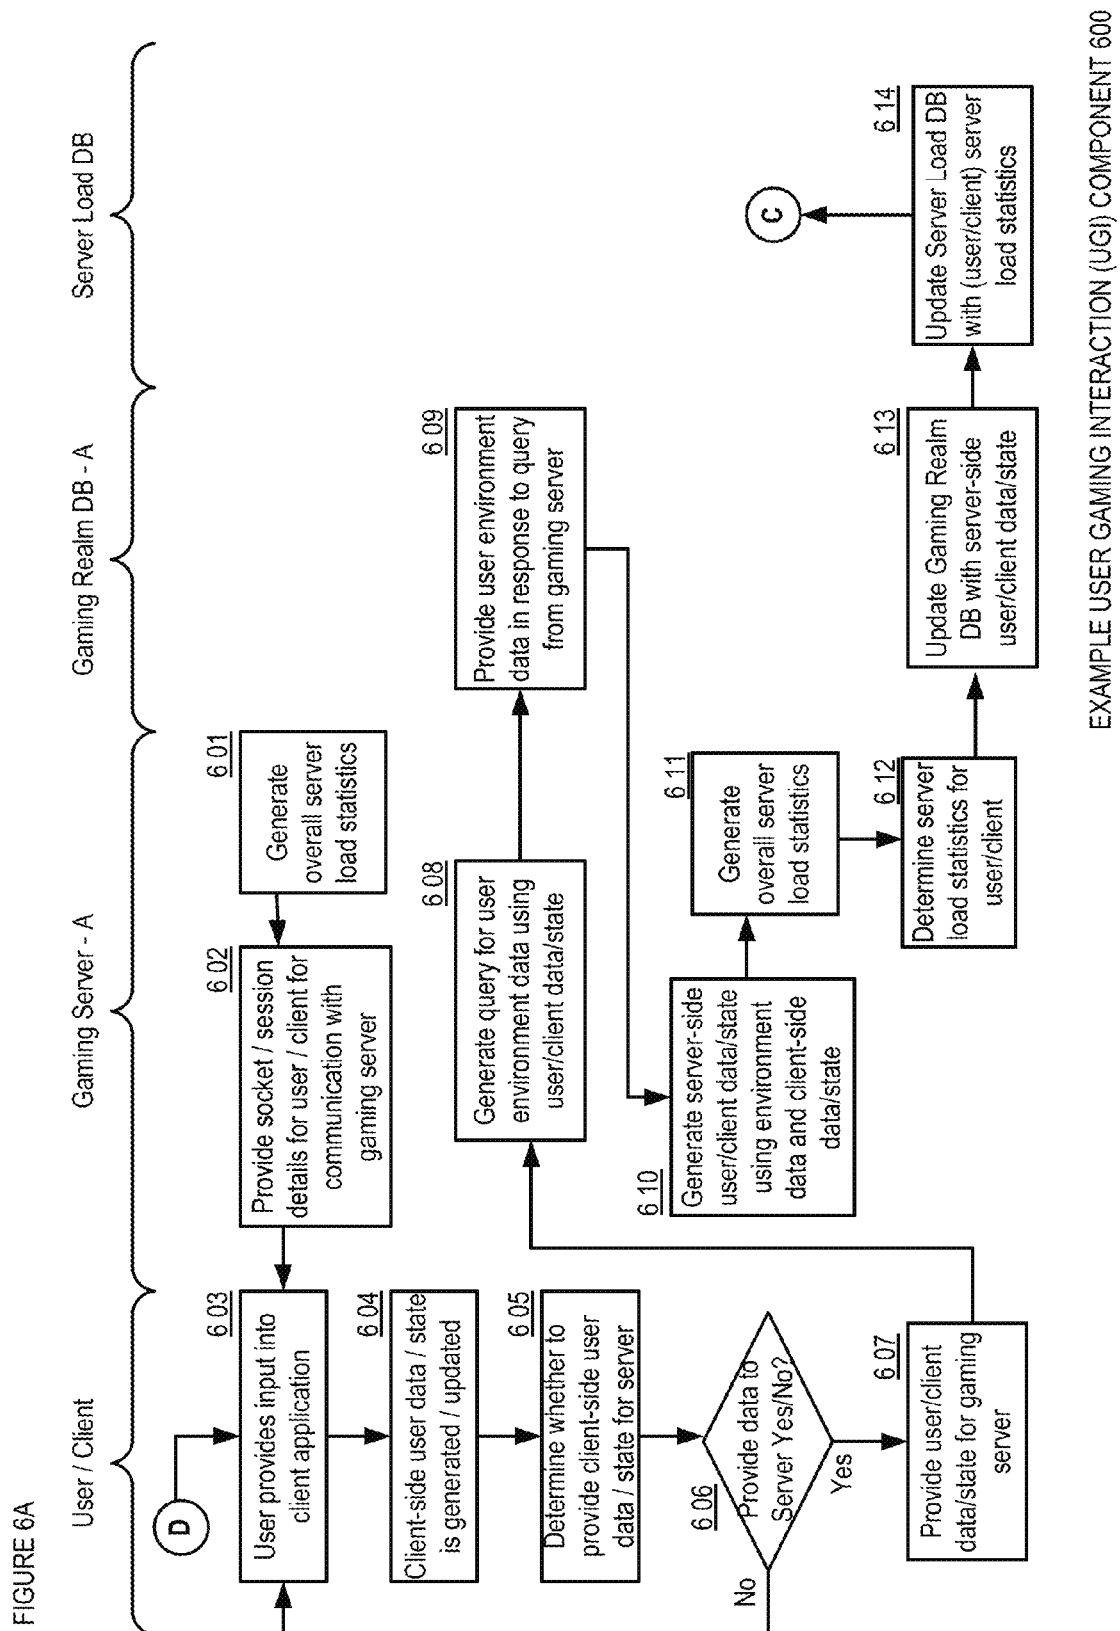 FIGURE 6A
User / Client
Gaming Server - A
Gaming Realm DB - A
Server Load DB
D
6 01
Generate
overall server
load statistics
6 02
Provide socket / session
details for user / client for
communication with
gaming server
6 03
User provides input into
client application
6 04
Client-side user data / state
is generated / updated
6 05
Determine whether to
provide client-side user
data / state for server
6 06
Provide data to
Server Yes/No?
No
Yes
6 07
Provide user/client
data/state for gaming
server
6 08
Generate query for user
environment data using
user/client data/state
6 09
Provide user environment
data in response to query
from gaming server
6 10
Generate server-side
user/client data/state
using environment
data and client-side
data/state
6 11
Generate
overall server
load statistics
6 12
Determine server
load statistics for
user/client
6 13
Update Gaming Realm
DB with server-side
user/client data/state
6 14
Update Server Load DB
with (user/client) server
load statistics
C
EXAMPLE USER GAMING INTERACTION (UGI) COMPONENT 600